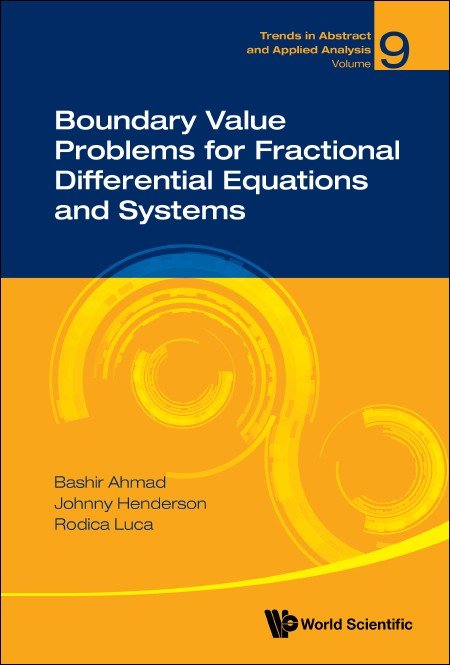 Trends in Abstract
and Applied Analysis
Volume 9
Boundary Value
Problems for Fractional
Differential Equations
and Systems
Bashir Ahmad
Johnny Henderson
Rodica Luca
World Scientific